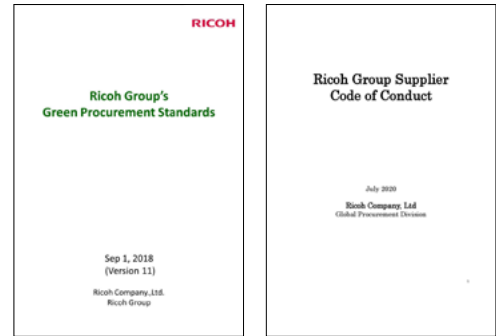 RICOH
Ricoh Group's
Green Procurement Standards
Sep 1, 2018
(Version 11)
Ricoh Company.,Ltd.
Ricoh Group
Ricoh Group Supplier
Code of Conduct
July 2020
Ricoh Company, Ltd
Global Procurement Division